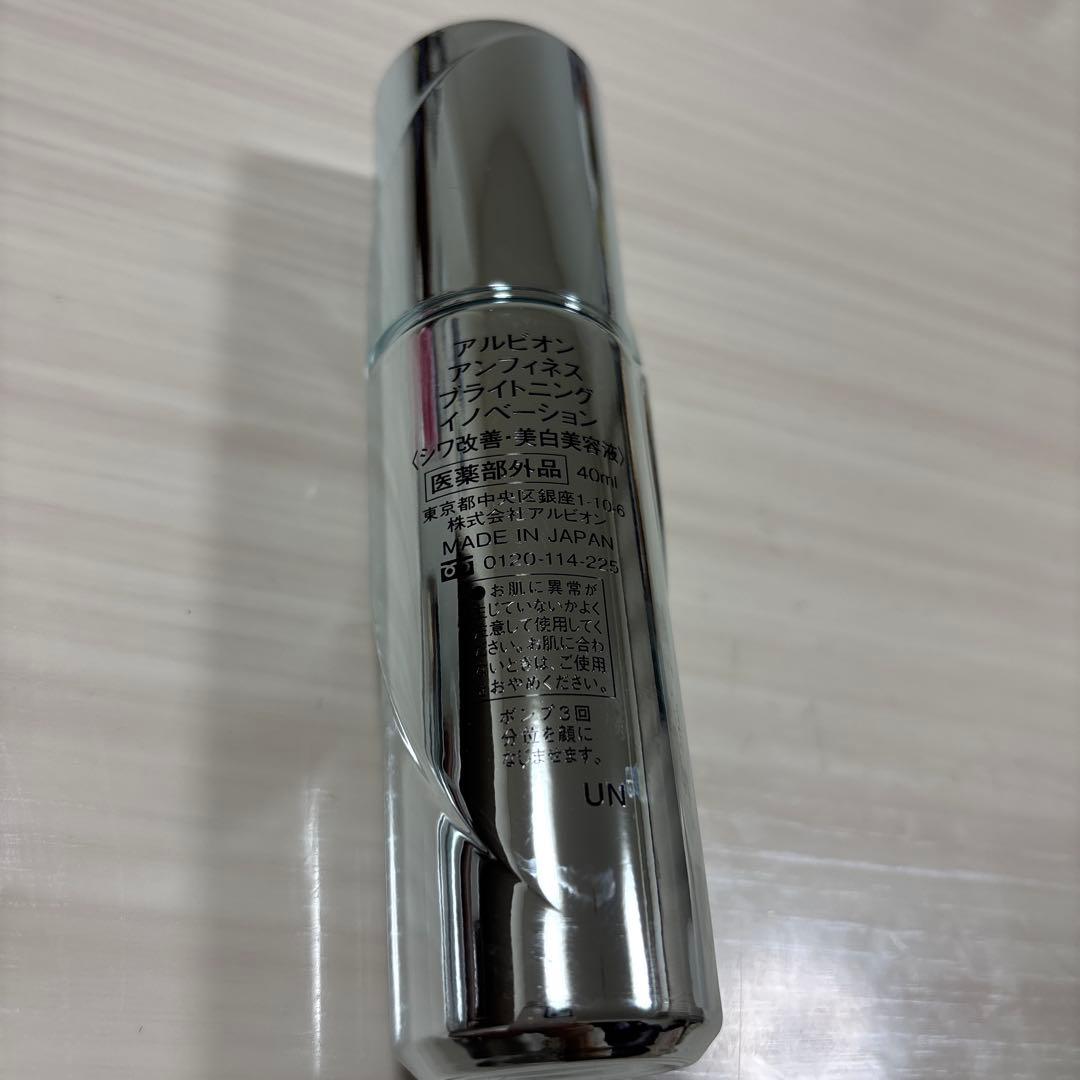 アルビオン
アンフィネス
ブライトニング
イノベーション
〈シワ改善・美白美容液〉
医薬部外品 40ml
東京都中央区銀座1-10-6
株式会社アルビオン
MADE IN JAPAN
0120-114-225
●お肌に異常が
生じていないかよく
注意して使用してく
ださい。お肌に合わ
ないときは、ご使用
をおやめください。
ポンプ3回
分位を顔に
なじませます。
UN